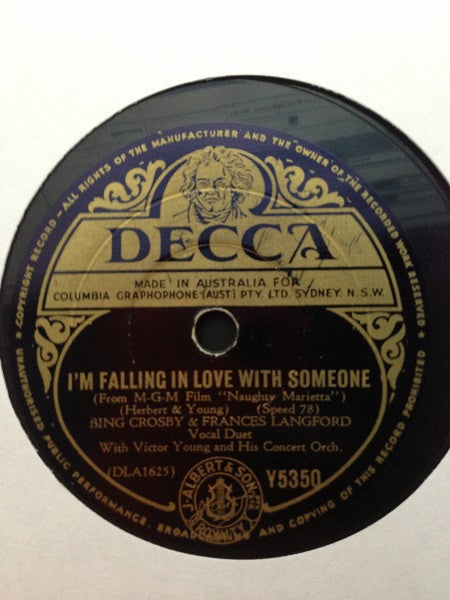 COPYRIGHT RECORD — ALL RIGHTS OF THE MANUFACTURER AND THE OWNER OF THE RECORDED WORK RESERVED
DECCA
MADE IN AUSTRALIA FOR
COLUMBIA GRAPHOPHONE (AUST) PTY. LTD. SYDNEY. N.S.W.
I'M FALLING IN LOVE WITH SOMEONE
(From M-G-M Film "Naughty Marietta")
(Herbert & Young) (Speed 78)
BING CROSBY & FRANCES LANGFORD
Vocal Duet
With Victor Young and His Concert Orch.
(DLA1625) Y5350
J. ALBERT & SON
ROYALTY
UNAUTHORISED PUBLIC PERFORMANCE, BROADCASTING AND COPYING OF THIS RECORD PROHIBITED